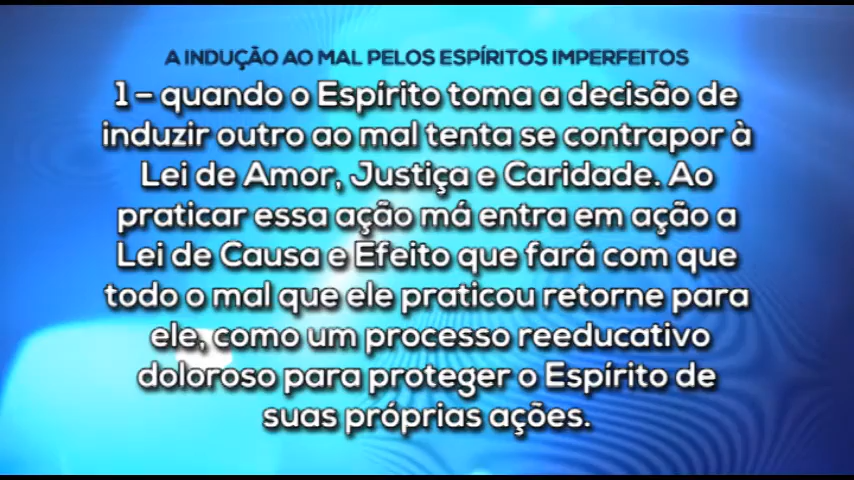 A INDUÇÃO AO MAL PELOS ESPÍRITOS IMPERFEITOS
1 – quando o Espírito toma a decisão de
induzir outro ao mal tenta se contrapor à
Lei de Amor, Justiça e Caridade. Ao
praticar essa ação má entra em ação a
Lei de Causa e Efeito que fará com que
todo o mal que ele praticou retorne para
ele, como um processo reeducativo
doloroso para proteger o Espírito de
suas próprias ações.